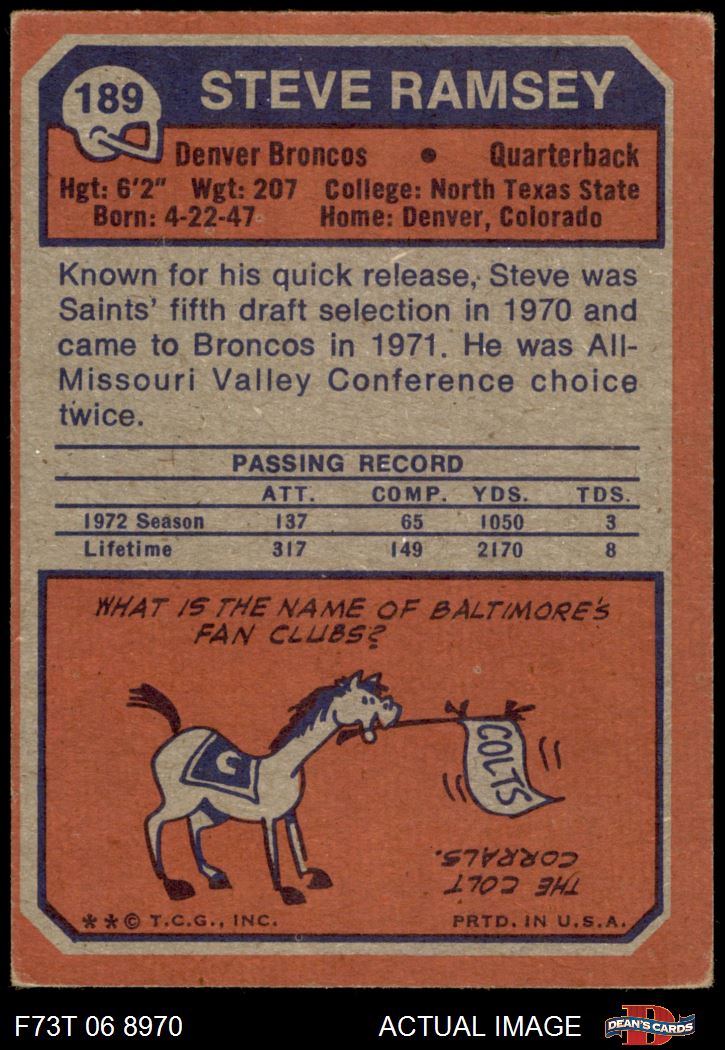 189
STEVE RAMSEY
Denver Broncos • Quarterback
Hgt: 6'2" Wgt: 207 College: North Texas State
Born: 4-22-47 Home: Denver, Colorado
Known for his quick release, Steve was
Saints' fifth draft selection in 1970 and
came to Broncos in 1971. He was All-
Missouri Valley Conference choice
twice.
PASSING RECORD
ATT. COMP. YDS. TDS.
1972 Season 137 65 1050 3
Lifetime 317 149 2170 8
WHAT IS THE NAME OF BALTIMORE'S
FAN CLUBS?
C
COLTS
THE COLT
CORRALS.
**© T.C.G., INC. PRTD. IN U.S.A.
F73T 06 8970 ACTUAL IMAGE
D
DEAN'S CARDS